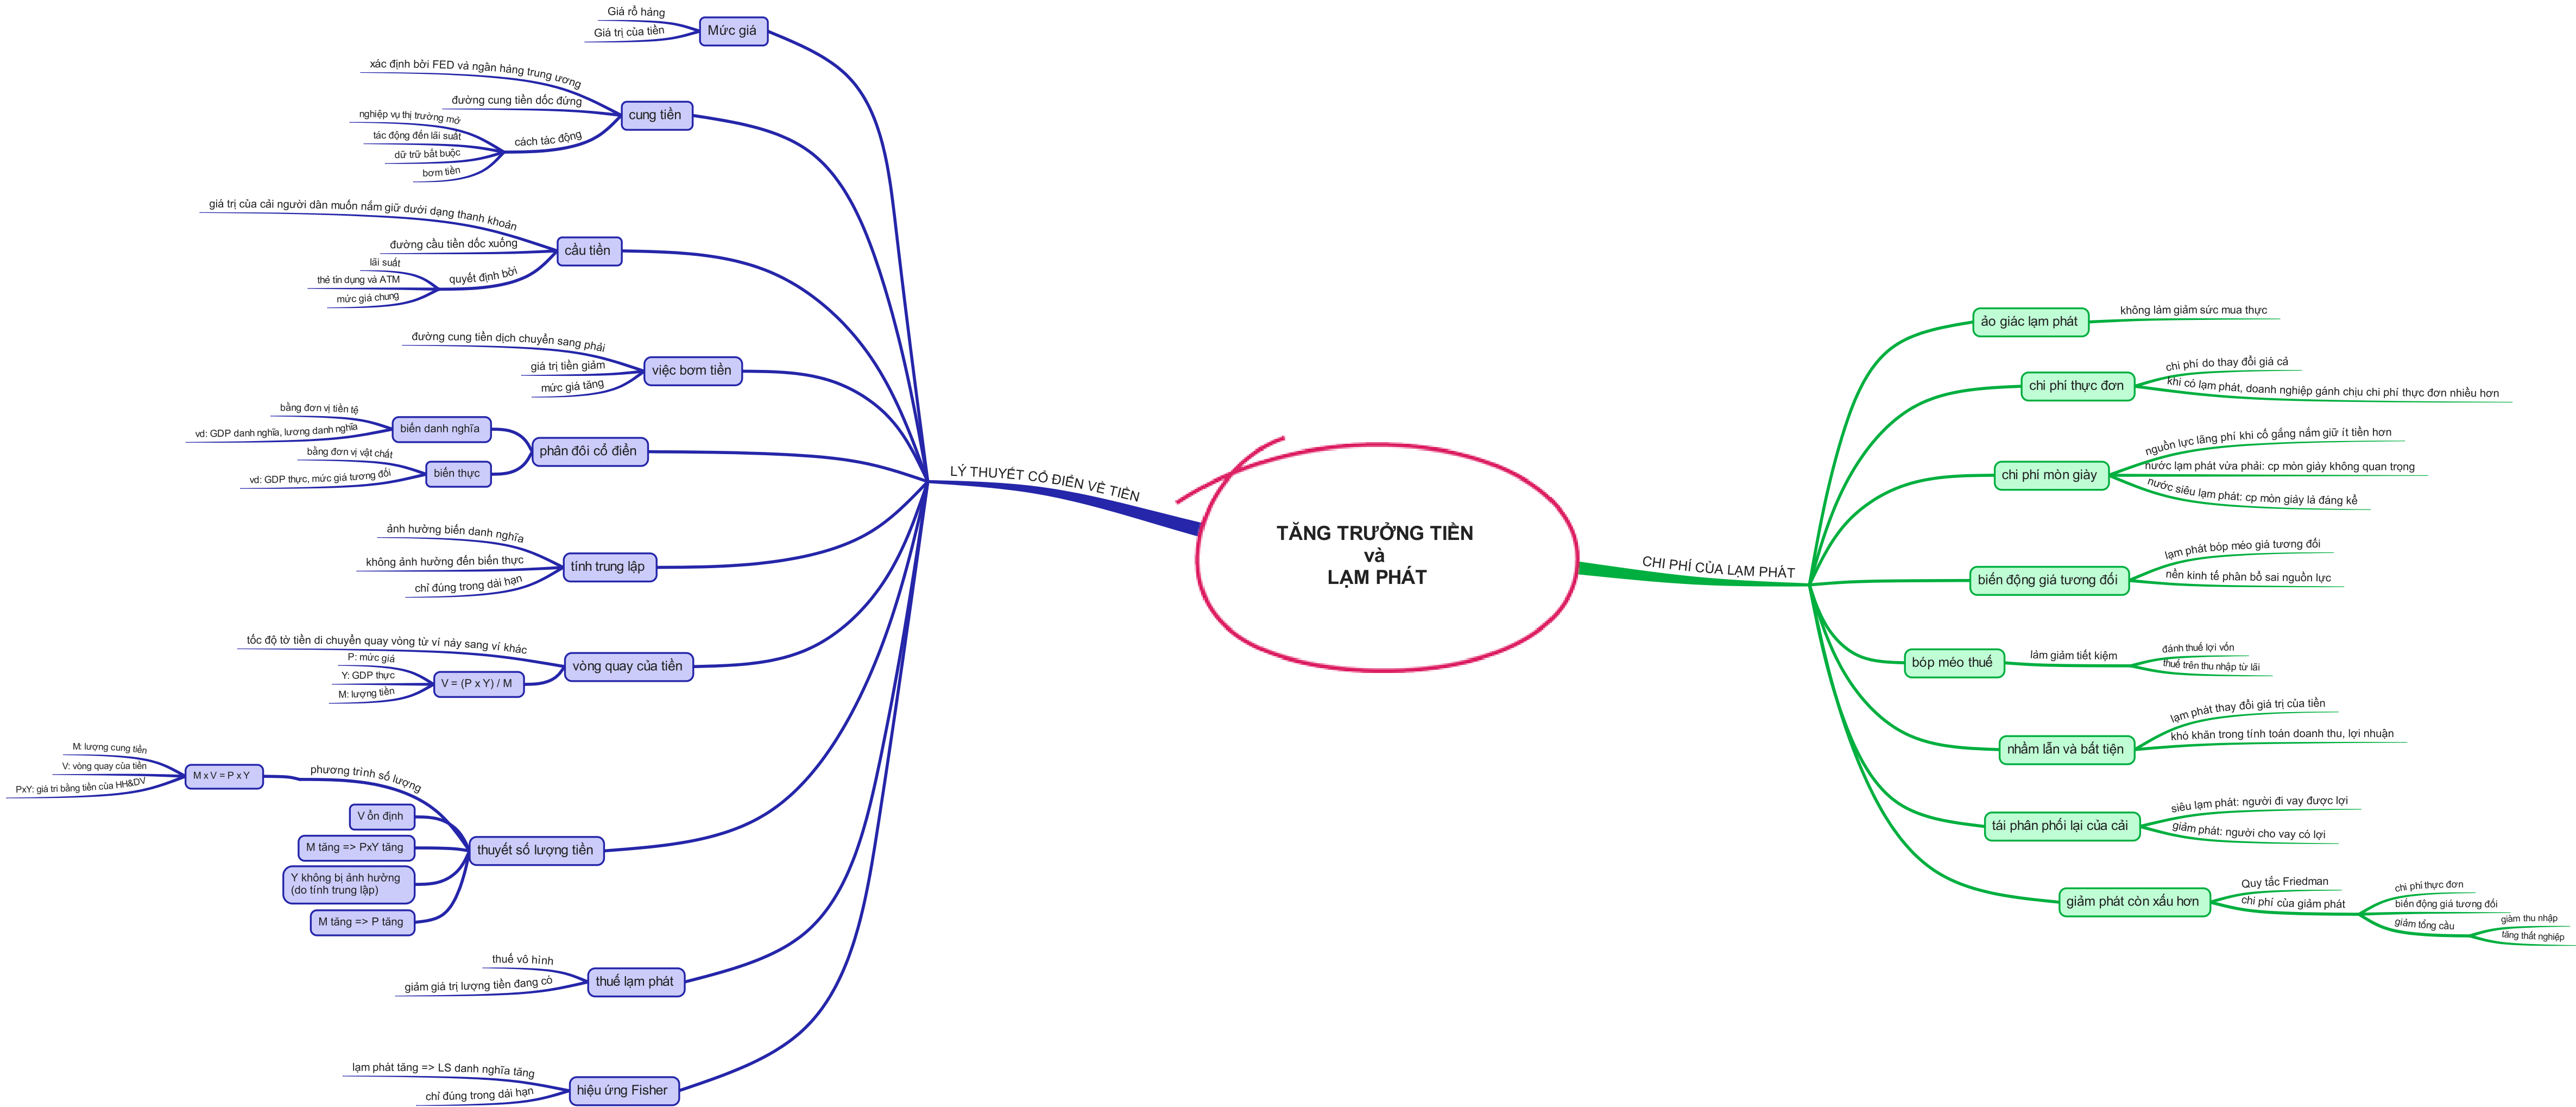 TĂNG TRƯỞNG TIỀN
và
LẠM PHÁT
LÝ THUYẾT CỔ ĐIỂN VỀ TIỀN
Mức giá
Giá rổ hàng
Giá trị của tiền
cung tiền
xác định bởi FED và ngân hàng trung ương
đường cung tiền dốc đứng
cách tác động
nghiệp vụ thị trường mở
tác động đến lãi suất
dữ trữ bắt buộc
bơm tiền
cầu tiền
giá trị của cải người dân muốn nắm giữ dưới dạng thanh khoản
đường cầu tiền dốc xuống
quyết định bởi
lãi suất
thẻ tín dụng và ATM
mức giá chung
việc bơm tiền
đường cung tiền dịch chuyển sang phải
giá trị tiền giảm
mức giá tăng
phân đôi cổ điển
biến danh nghĩa
bằng đơn vị tiền tệ
vd: GDP danh nghĩa, lương danh nghĩa
biến thực
bằng đơn vị vật chất
vd: GDP thực, mức giá tương đối
tính trung lập
ảnh hưởng biến danh nghĩa
không ảnh hưởng đến biến thực
chỉ đúng trong dài hạn
vòng quay của tiền
tốc độ tờ tiền di chuyển quay vòng từ ví này sang ví khác
V = (P x Y) / M
P: mức giá
Y: GDP thực
M: lượng tiền
thuyết số lượng tiền
phương trình số lượng
M x V = P x Y
M: lượng cung tiền
V: vòng quay của tiền
PxY: giá trị bằng tiền của HH&DV
V ổn định
M tăng => PxY tăng
Y không bị ảnh hưởng
(do tính trung lập)
M tăng => P tăng
thuế lạm phát
thuế vô hình
giảm giá trị lượng tiền đang có
hiệu ứng Fisher
lạm phát tăng => LS danh nghĩa tăng
chỉ đúng trong dài hạn
CHI PHÍ CỦA LẠM PHÁT
ảo giác lạm phát
không làm giảm sức mua thực
chi phí thực đơn
chi phí do thay đổi giá cả
khi có lạm phát, doanh nghiệp gánh chịu chi phí thực đơn nhiều hơn
chi phí mòn giày
nguồn lực lãng phí khi cố gắng nắm giữ ít tiền hơn
nước lạm phát vừa phải: cp mòn giày không quan trọng
nước siêu lạm phát: cp mòn giày là đáng kể
biến động giá tương đối
lạm phát bóp méo giá tương đối
nền kinh tế phân bổ sai nguồn lực
bóp méo thuế
làm giảm tiết kiệm
đánh thuế lợi vốn
thuế trên thu nhập từ lãi
nhầm lẫn và bất tiện
lạm phát thay đổi giá trị của tiền
khó khăn trong tính toán doanh thu, lợi nhuận
tái phân phối lại của cải
siêu lạm phát: người đi vay được lợi
giảm phát: người cho vay có lợi
giảm phát còn xấu hơn
Quy tắc Friedman
chi phí của giảm phát
chi phí thực đơn
biến động giá tương đối
giảm tổng cầu
giảm thu nhập
tăng thất nghiệp